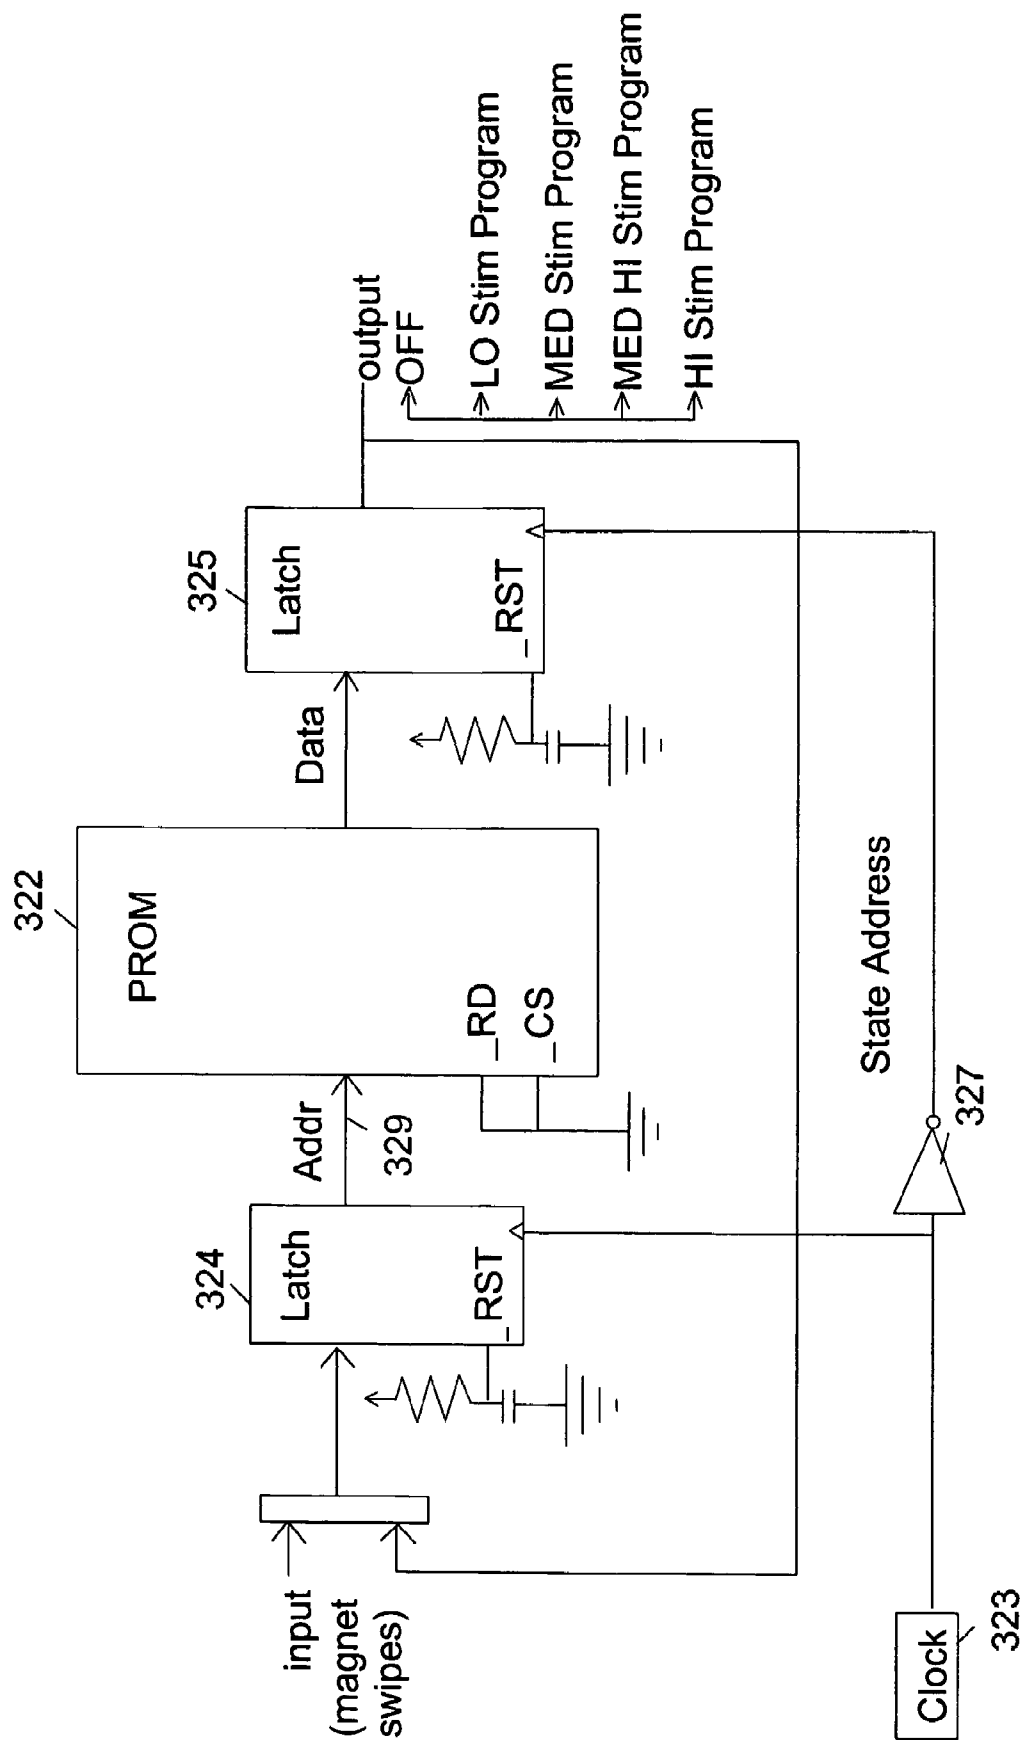 input
(magnet
swipes)
324
Latch
_RST
Addr
329
322
PROM
_RD
_CS
Data
325
Latch
_RST
output
OFF
LO Stim Program
MED Stim Program
MED HI Stim Program
HI Stim Program
Clock
323
327
State Address